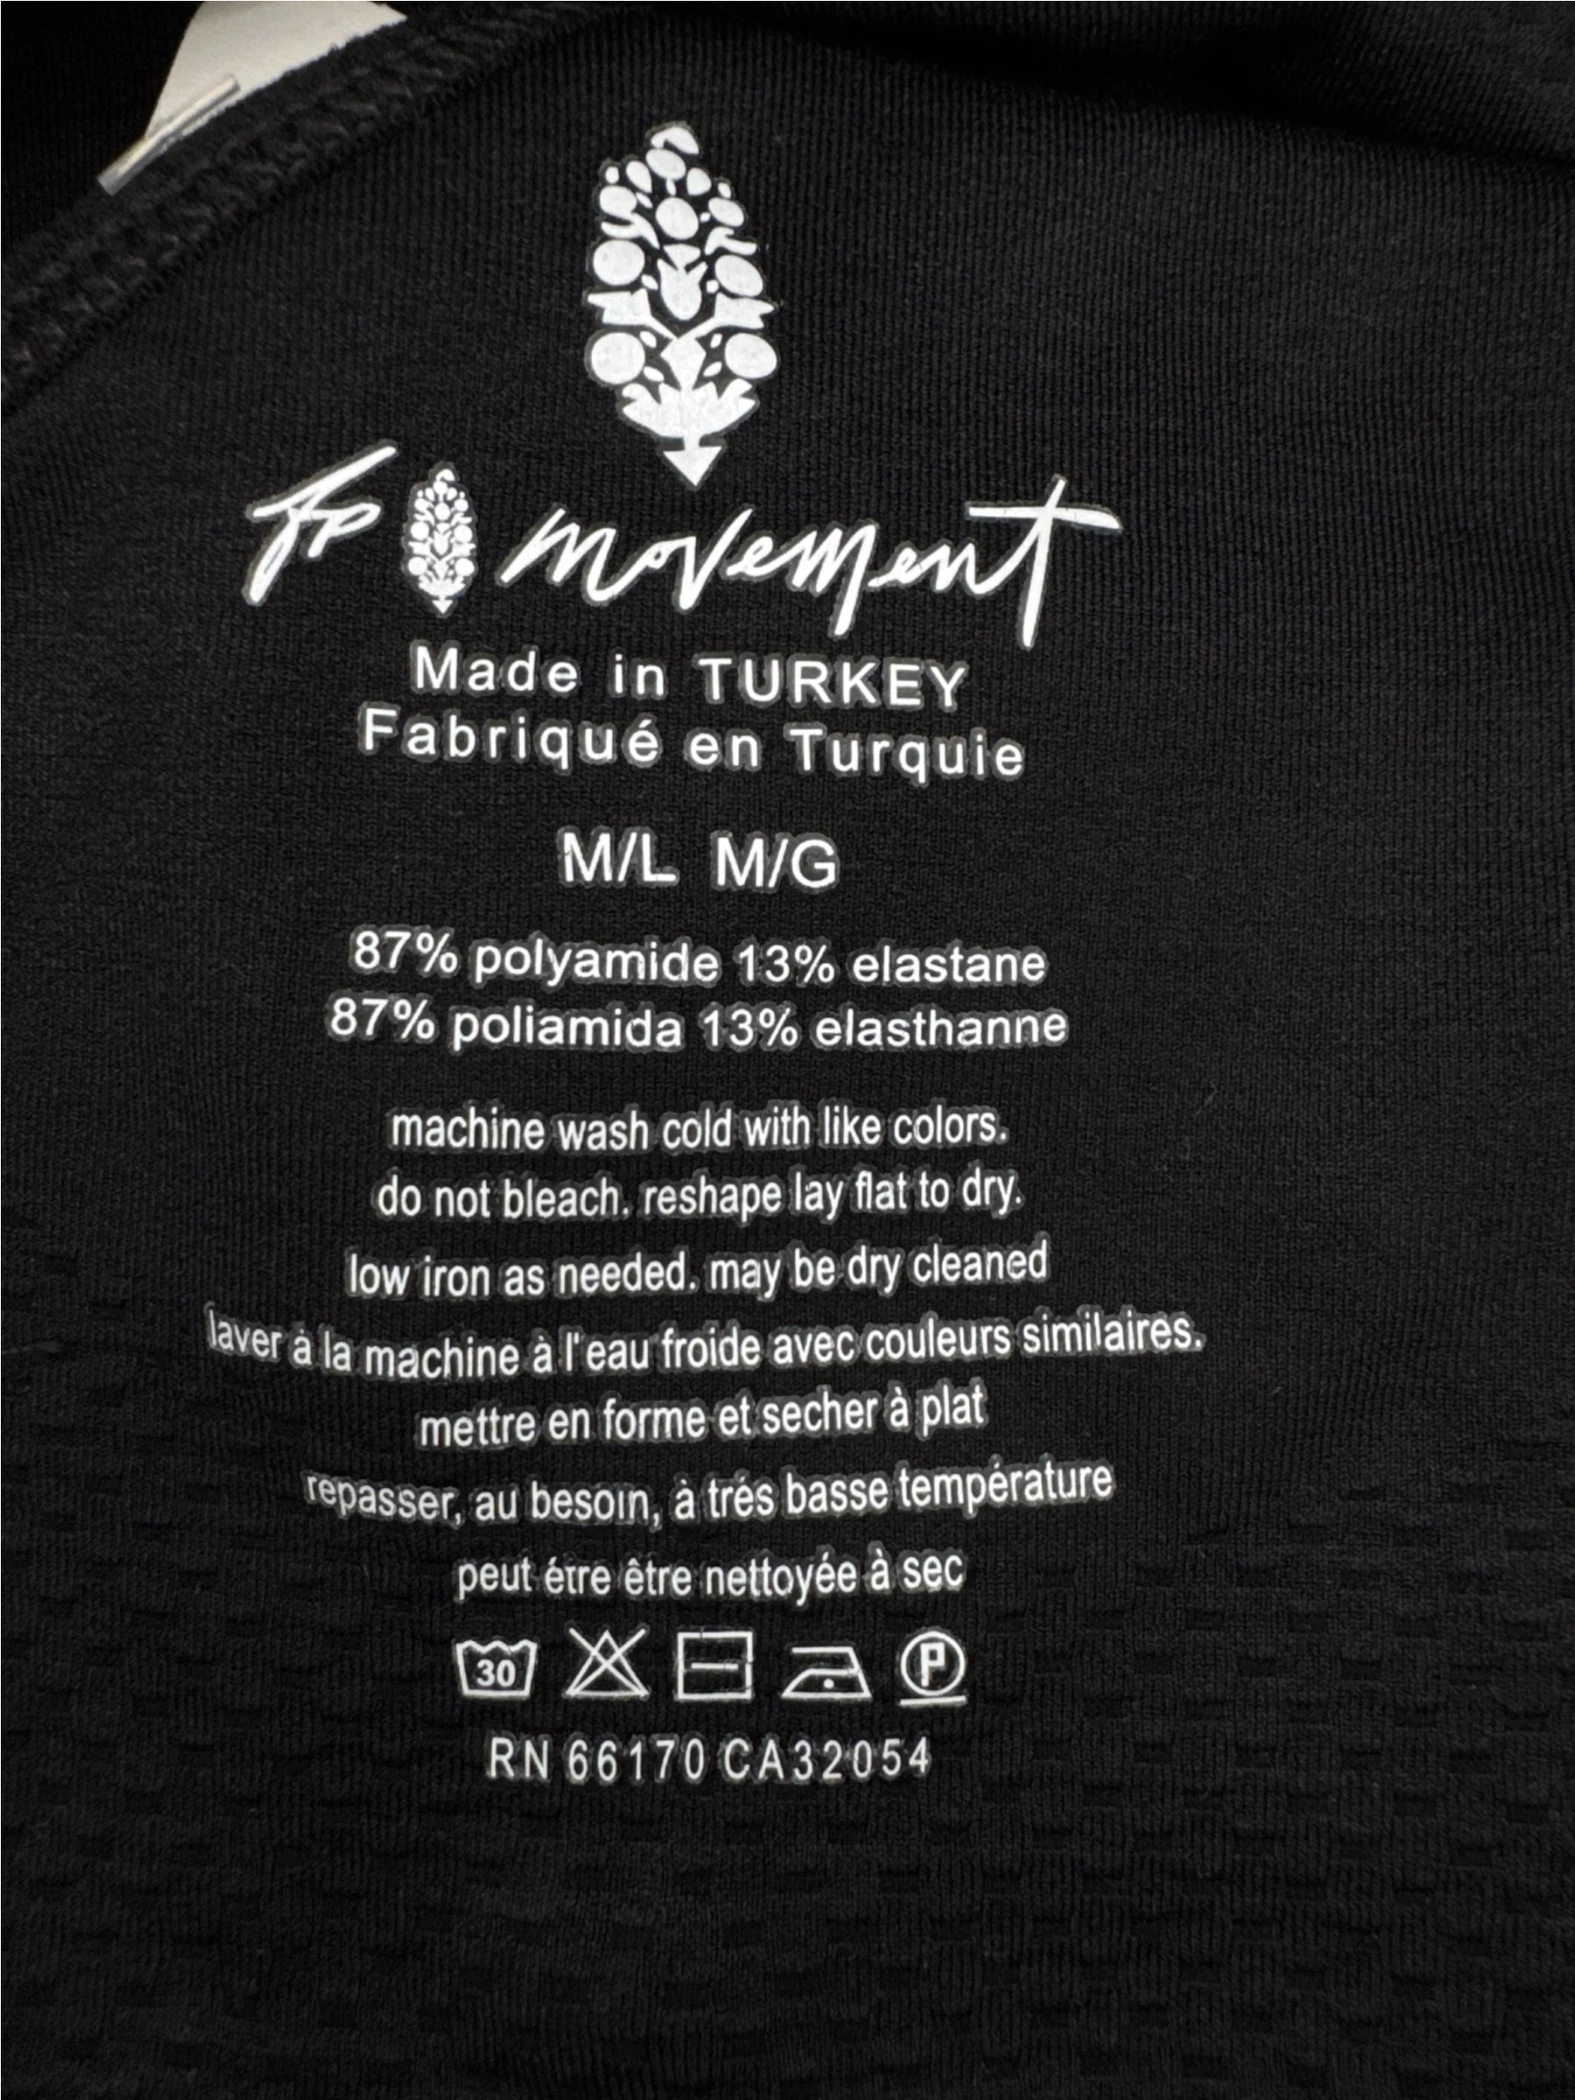 fp movement
Made in TURKEY
Fabriqué en Turquie
M/L M/G
87% polyamide 13% elastane
87% poliamida 13% elasthanne
machine wash cold with like colors.
do not bleach. reshape lay flat to dry.
low iron as needed. may be dry cleaned
laver à la machine à l'eau froide avec couleurs similaires.
mettre en forme et secher à plat
repasser, au besoın, à trés basse température
peut étre être nettoyée à sec
30 P
RN 66170 CA32054